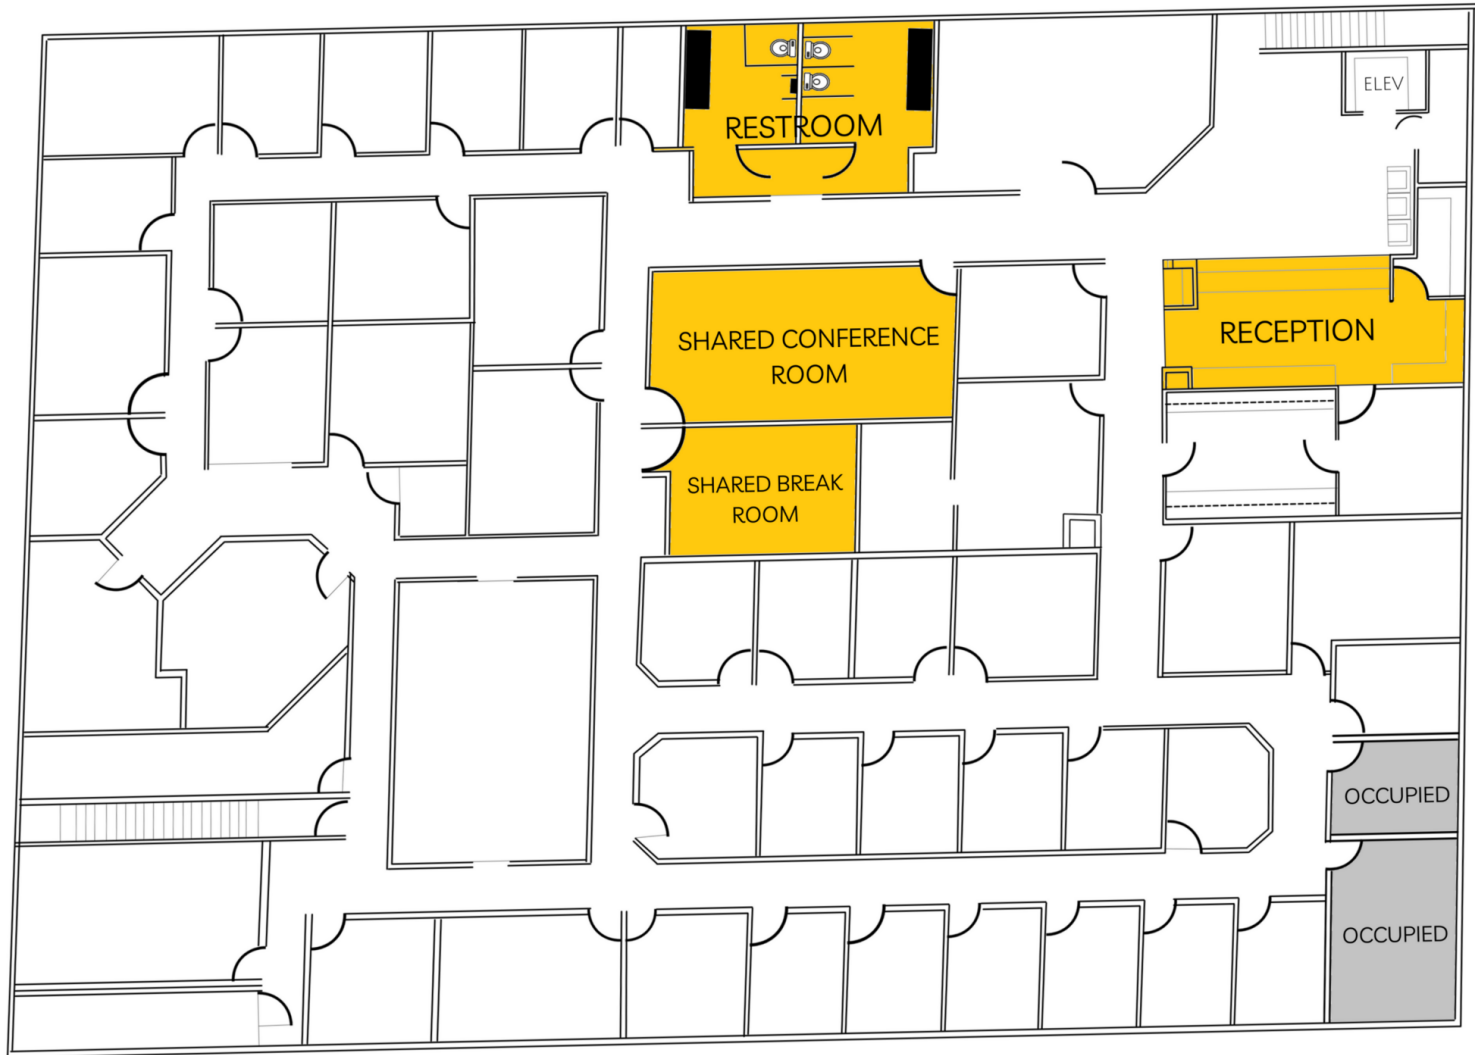 ELEV
RESTROOM
SHARED CONFERENCE
ROOM
RECEPTION
SHARED BREAK
ROOM
OCCUPIED
OCCUPIED